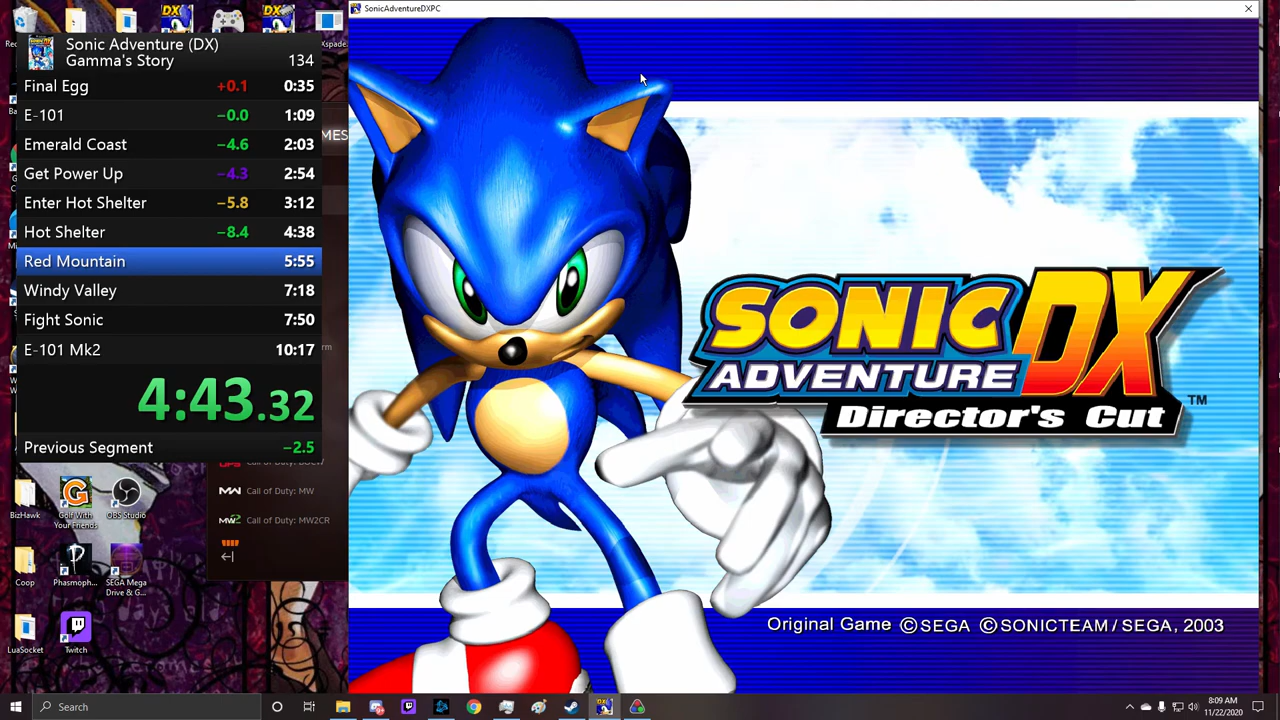 SonicAdventureDXPC
Sonic Adventure (DX)
Gamma's Story 134
Final Egg +0.1 0:35
E-101 −0.0 1:09
Emerald Coast −4.6 2:03
Get Power Up −4.3 2:54
Enter Hot Shelter −5.8 3:12
Hot Shelter −8.4 4:38
Red Mountain 5:55
Windy Valley 7:18
Fight Sonic 7:50
E-101 Mk2 10:17
4:43.32
Previous Segment −2.5
SONIC
ADVENTURE
DX
TM
Director's Cut
Original Game ©SEGA ©SONICTEAM/SEGA, 2003
Call of Duty: MW
Call of Duty: MW2CR
BizHawk
Golf With
Your Friends
OBS Studio
Coop
Phasmoph...
SEGA Mega
Drive & G...
LuaSocket
Twitch
Search
8:09 AM
11/22/2020